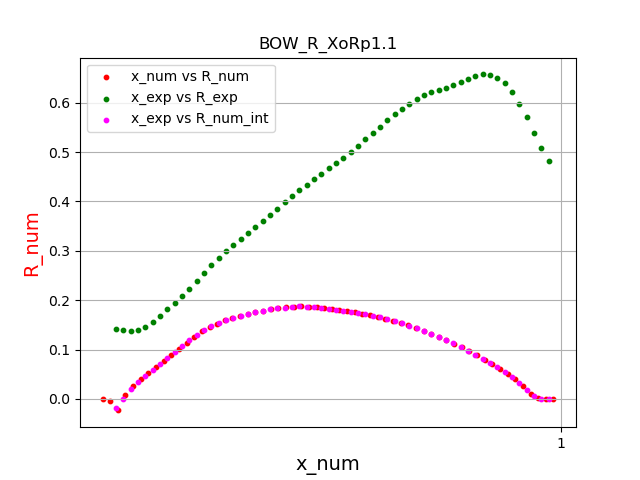 BOW_R_XoRp1.1
x_num vs R_num
x_exp vs R_exp
x_exp vs R_num_int
R_num
0.6
0.5
0.4
0.3
0.2
0.1
0.0
1
x_num